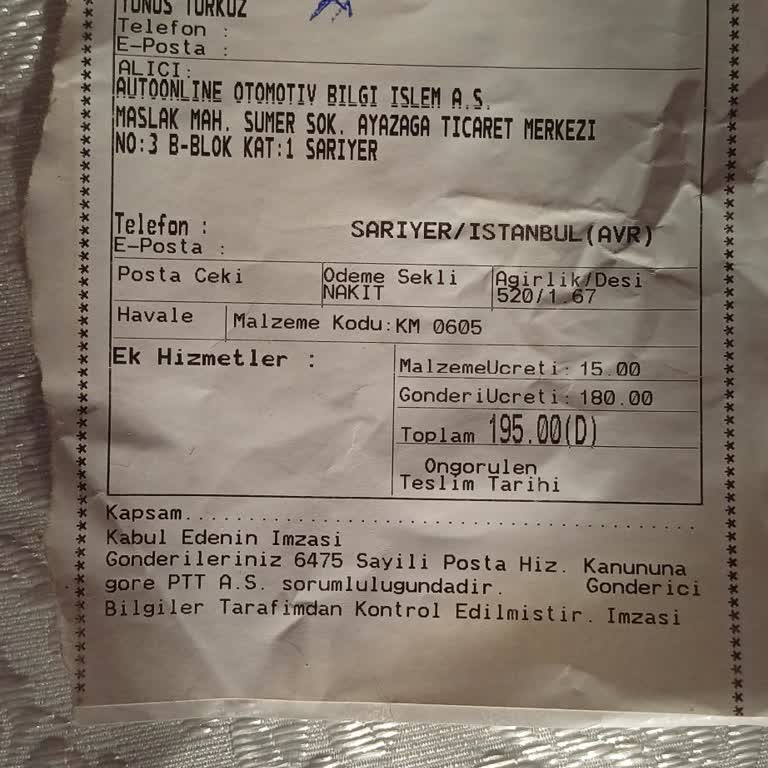 YUNUS TURKUZ
Telefon :
E-Posta :
ALICI:
AUTOONLINE OTOMOTIV BILGI ISLEM A.S.
MASLAK MAH. SUMER SOK. AYAZAGA TICARET MERKEZI
NO:3 B-BLOK KAT:1 SARIYER
Telefon : SARIYER/ISTANBUL(AVR)
E-Posta :
Posta Ceki Odeme Sekli Agirlik/Desi
NAKIT 520/1.67
Havale Malzeme Kodu:KM 0605
Ek Hizmetler : MalzemeUcreti: 15.00
GonderiUcreti: 180.00
Toplam 195.00(D)
Ongorulen
Teslim Tarihi
Kapsam..........................................
Kabul Edenin Imzasi
Gonderileriniz 6475 Sayili Posta Hiz. Kanununa
gore PTT A.S. sorumlulugundadir. Gonderici
Bilgiler Tarafimdan Kontrol Edilmistir. Imzasi